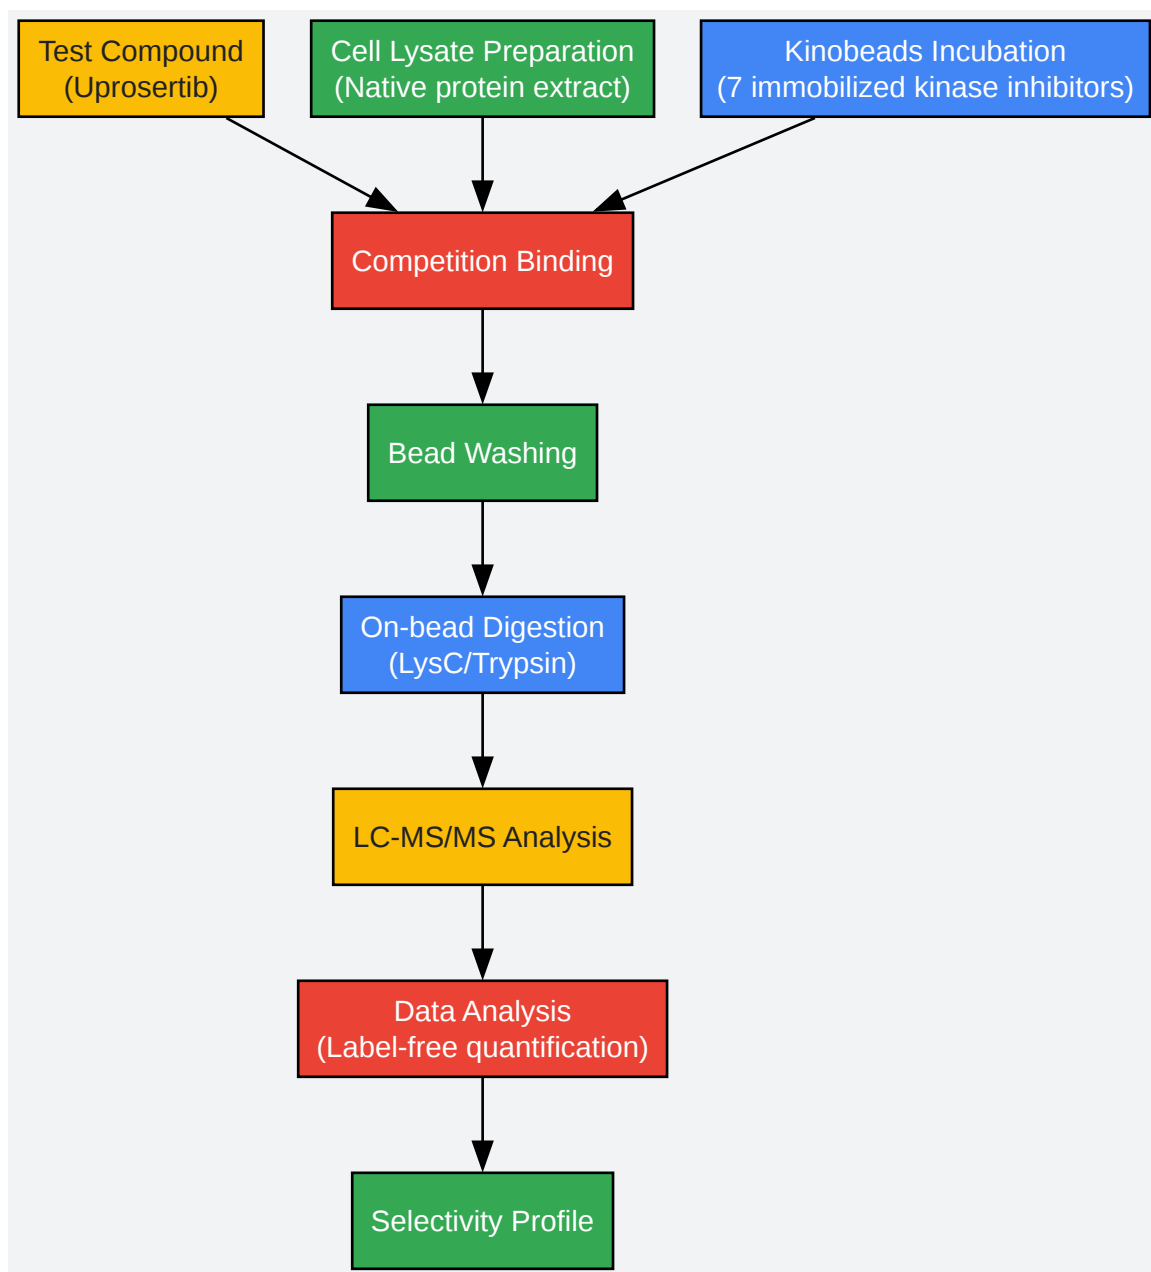 Test Compound
(Uprosertib)
Cell Lysate Preparation
(Native protein extract)
Kinobeads Incubation
(7 immobilized kinase inhibitors)
Competition Binding
Bead Washing
On-bead Digestion
(LysC/Trypsin)
LC-MS/MS Analysis
Data Analysis
(Label-free quantification)
Selectivity Profile